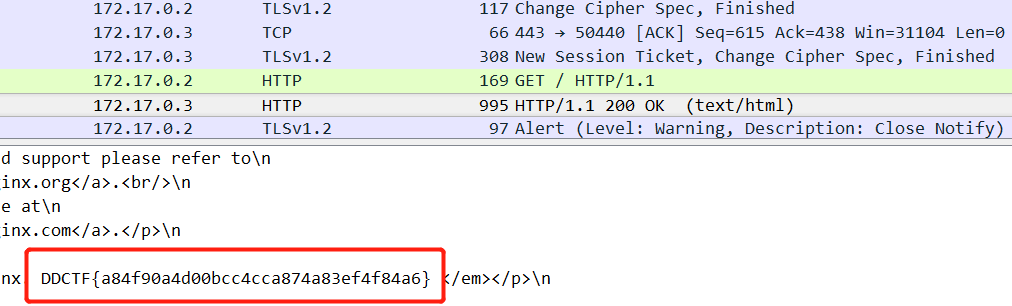 172.17.0.2 TLSv1.2 117 Change Cipher Spec, Finished
172.17.0.3 TCP 66 443 → 50440 [ACK] Seq=615 Ack=438 Win=31104 Len=0
172.17.0.3 TLSv1.2 308 New Session Ticket, Change Cipher Spec, Finished
172.17.0.2 HTTP 169 GET / HTTP/1.1
172.17.0.3 HTTP 995 HTTP/1.1 200 OK (text/html)
172.17.0.2 TLSv1.2 97 Alert (Level: Warning, Description: Close Notify)
d support please refer to\n
ginx.org</a>.<br/>\n
e at\n
ginx.com</a>.</p>\n
nx. DDCTF{a84f90a4d00bcc4cca874a83ef4f84a6} </em></p>\n